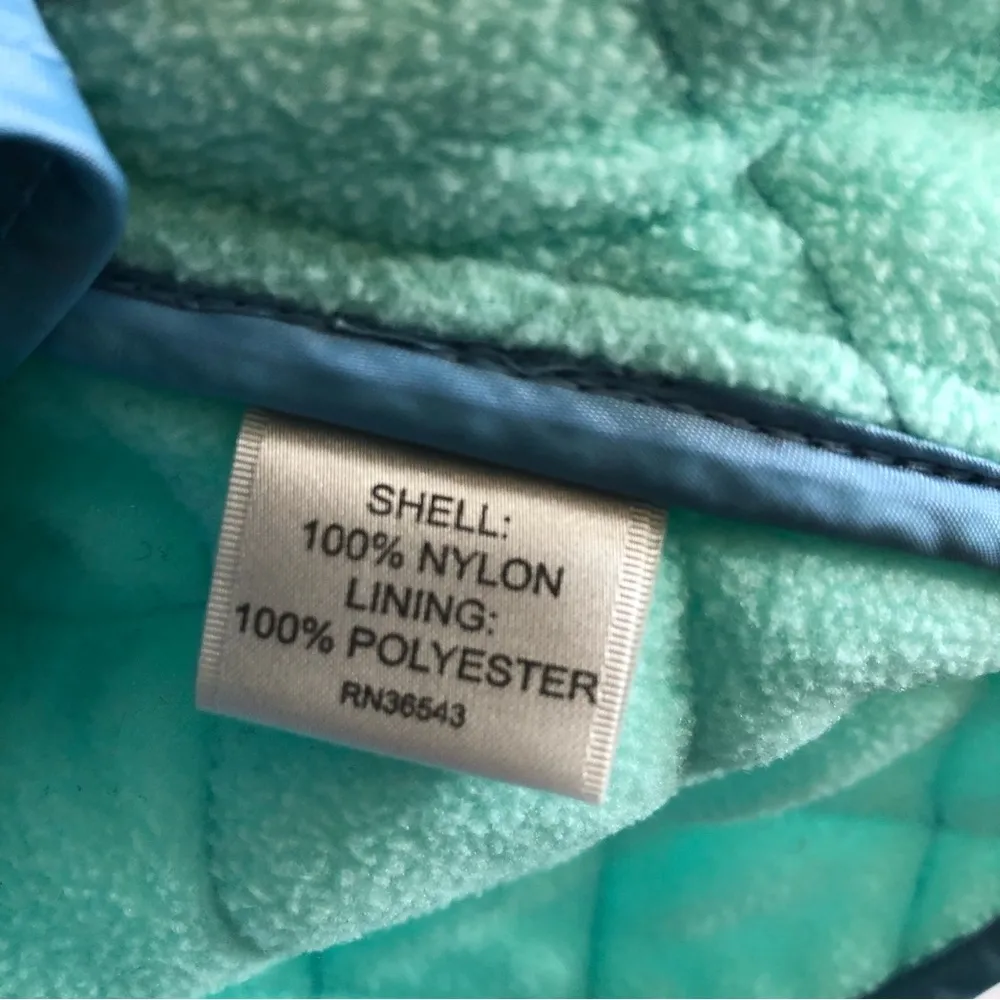 SHELL:
100% NYLON
LINING:
100% POLYESTER
RN36543